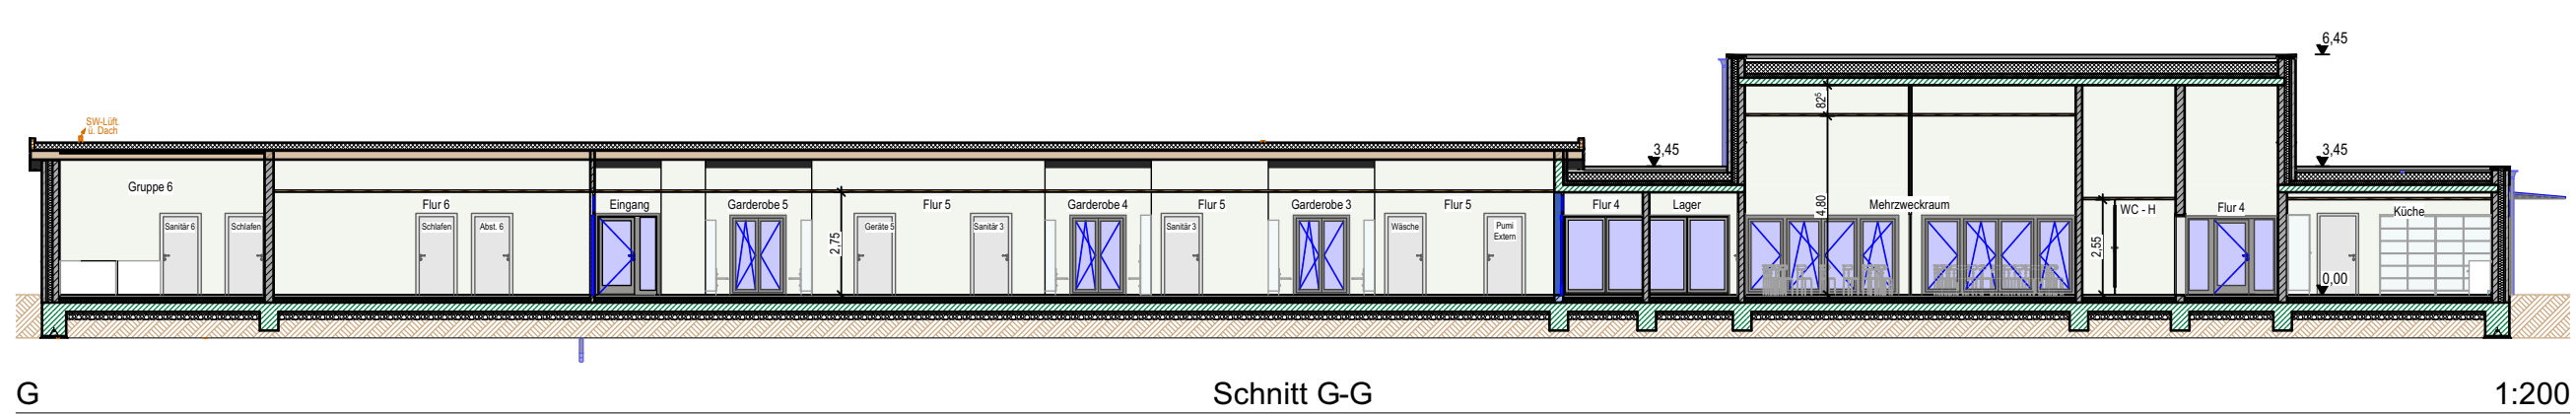 6,45
SW-Lüft.
ü. Dach
3,45
3,45
82⁵
Gruppe 6
Flur 6
Eingang
Garderobe 5
Flur 5
Garderobe 4
Flur 5
Garderobe 3
Flur 5
Flur 4
Lager
Mehrzweckraum
WC - H
Flur 4
Küche
4,80
Sanitär 6
Schlafen
Schlafen
Abst. 6
Geräte 5
Sanitär 3
Sanitär 3
Wäsche
Pumi
Extern
2,75
2,55
0,00
G
Schnitt G-G
1:200